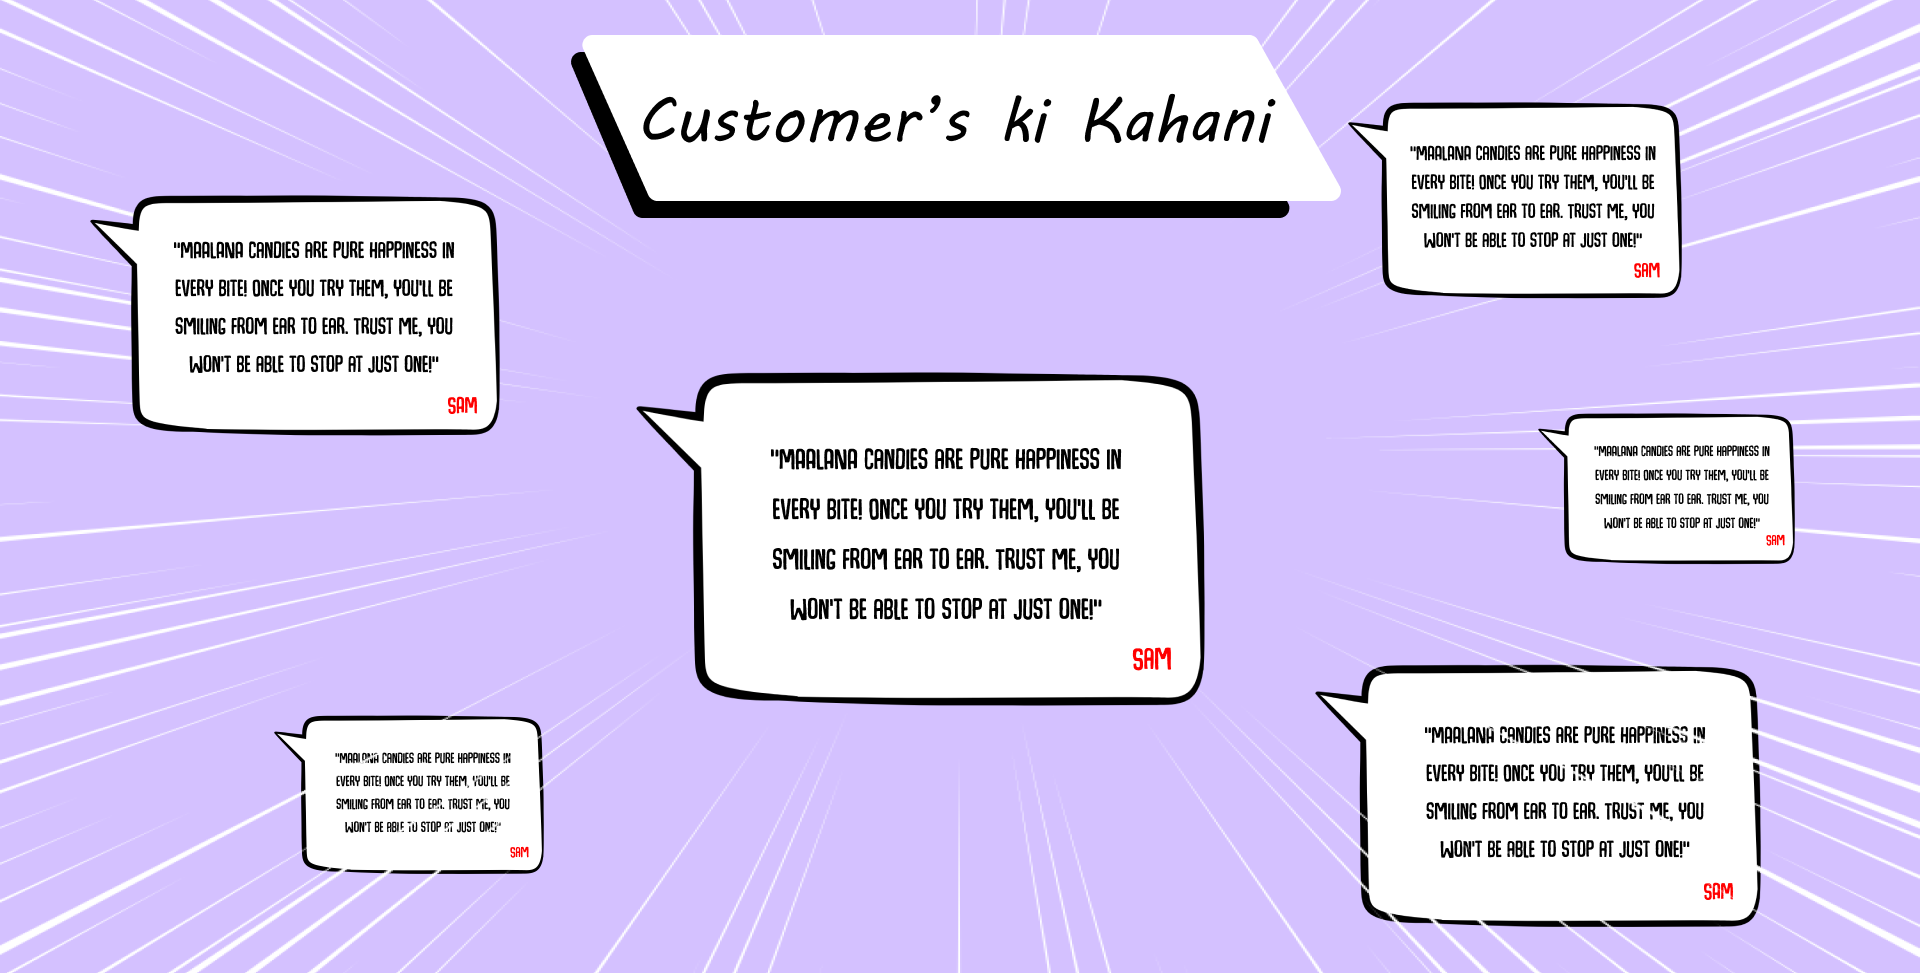 Customer’s ki Kahani
"MAALANA CANDIES ARE PURE HAPPINESS IN
EVERY BITE! ONCE YOU TRY THEM, YOU'LL BE
SMILING FROM EAR TO EAR. TRUST ME, YOU
WON'T BE ABLE TO STOP AT JUST ONE!"
SAM
"MAALANA CANDIES ARE PURE HAPPINESS IN
EVERY BITE! ONCE YOU TRY THEM, YOU'LL BE
SMILING FROM EAR TO EAR. TRUST ME, YOU
WON'T BE ABLE TO STOP AT JUST ONE!"
SAM
"MAALANA CANDIES ARE PURE HAPPINESS IN
EVERY BITE! ONCE YOU TRY THEM, YOU'LL BE
SMILING FROM EAR TO EAR. TRUST ME, YOU
WON'T BE ABLE TO STOP AT JUST ONE!"
SAM
"MAALANA CANDIES ARE PURE HAPPINESS IN
EVERY BITE! ONCE YOU TRY THEM, YOU'LL BE
SMILING FROM EAR TO EAR. TRUST ME, YOU
WON'T BE ABLE TO STOP AT JUST ONE!"
SAM
"MAALANA CANDIES ARE PURE HAPPINESS IN
EVERY BITE! ONCE YOU TRY THEM, YOU'LL BE
SMILING FROM EAR TO EAR. TRUST ME, YOU
WON'T BE ABLE TO STOP AT JUST ONE!"
SAM
"MAALANA CANDIES ARE PURE HAPPINESS IN
EVERY BITE! ONCE YOU TRY THEM, YOU'LL BE
SMILING FROM EAR TO EAR. TRUST ME, YOU
WON'T BE ABLE TO STOP AT JUST ONE!"
SAM